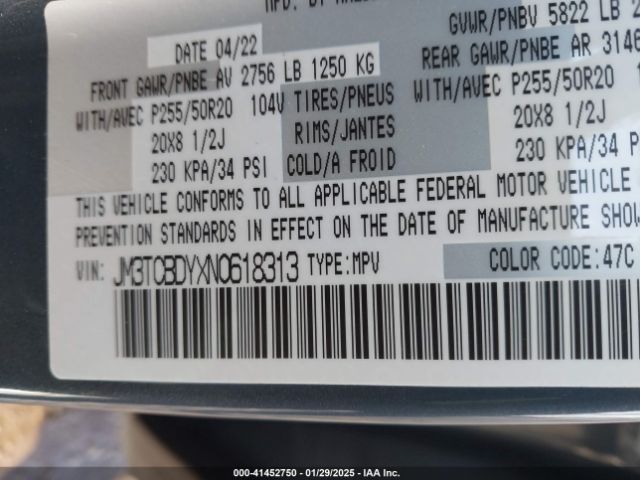 GVWR/PNBV 5822 LB
DATE 04/22
FRONT GAWR/PNBE AV 2756 LB 1250 KG
REAR GAWR/PNBE AR 3146
WITH/AVEC P255/50R20 104V TIRES/PNEUS WITH/AVEC P255/50R20
20X8 1/2J RIMS/JANTES 20X8 1/2J
230 KPA/34 PSI COLD/A FROID 230 KPA/34 PSI
THIS VEHICLE CONFORMS TO ALL APPLICABLE FEDERAL MOTOR VEHICLE
PREVENTION STANDARDS IN EFFECT ON THE DATE OF MANUFACTURE SHOW
VIN: JM3TCBDYXN0618313 TYPE:MPV COLOR CODE:47C
000-41452750 - 01/29/2025 - IAA Inc.